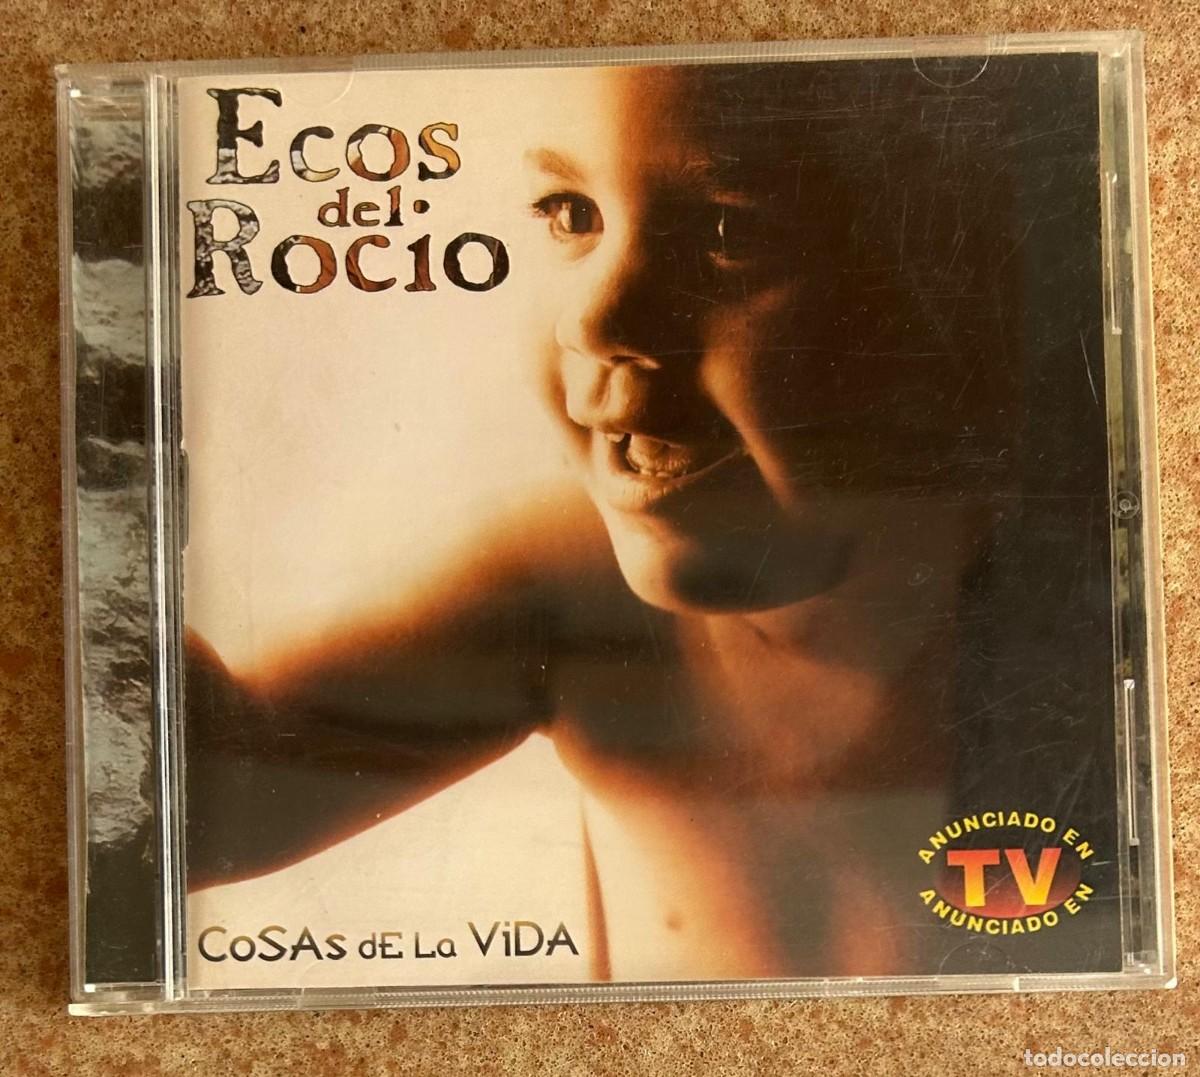 Ecos
del
Rocio
CoSAs dE La ViDA
ANUNCIADO EN
TV
ANUNCIADO EN
todocoleccion